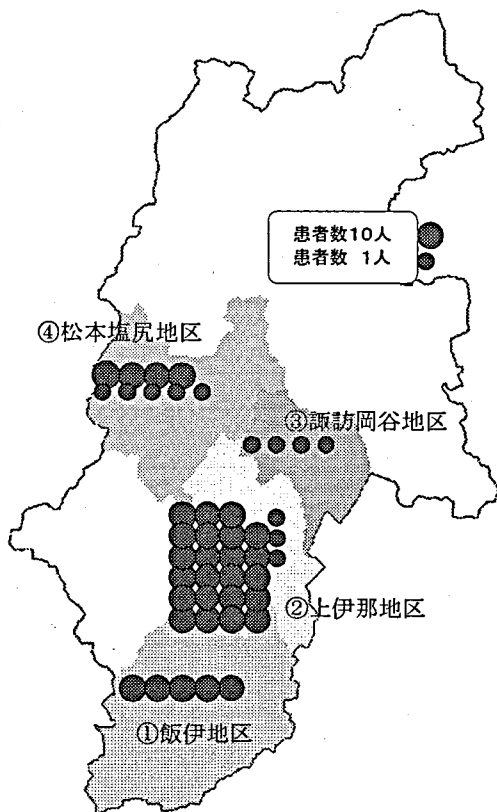 患者数10人
患者数 1人
④松本塩尻地区
③諏訪岡谷地区
②上伊那地区
①飯伊地区